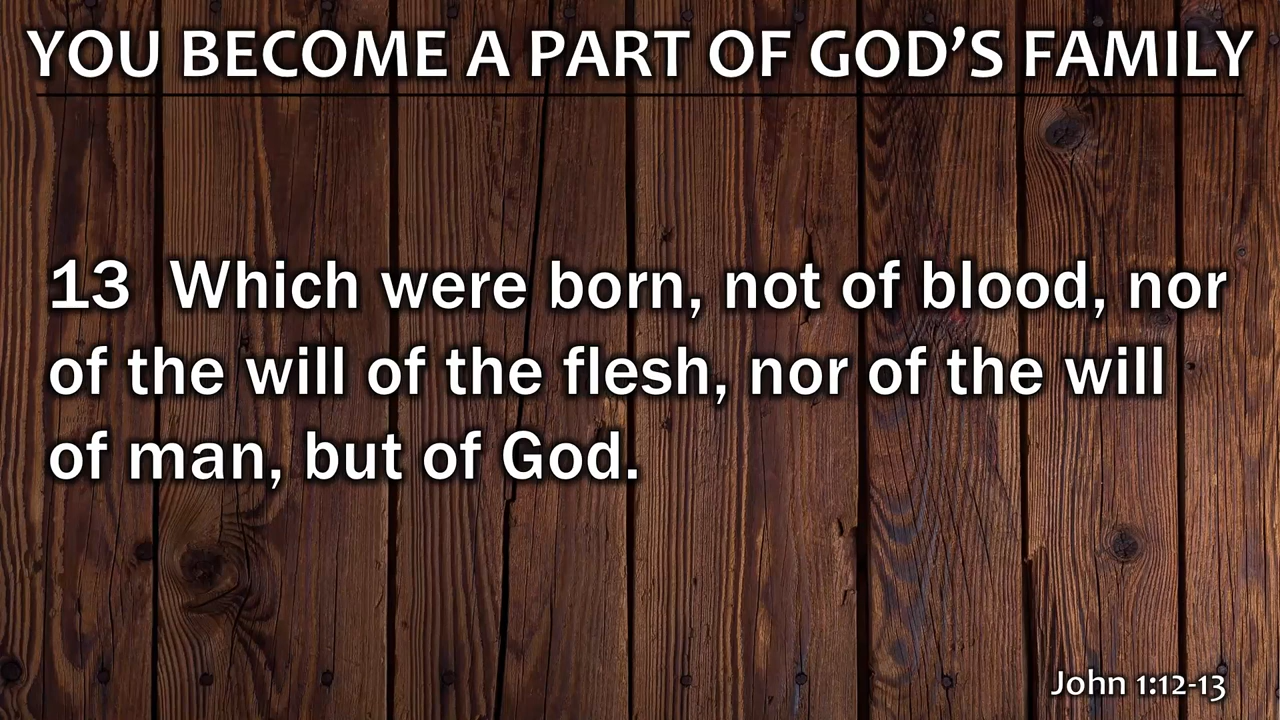 YOU BECOME A PART OF GOD’S FAMILY
13  Which were born, not of blood, nor
of the will of the flesh, nor of the will
of man, but of God.
John 1:12-13